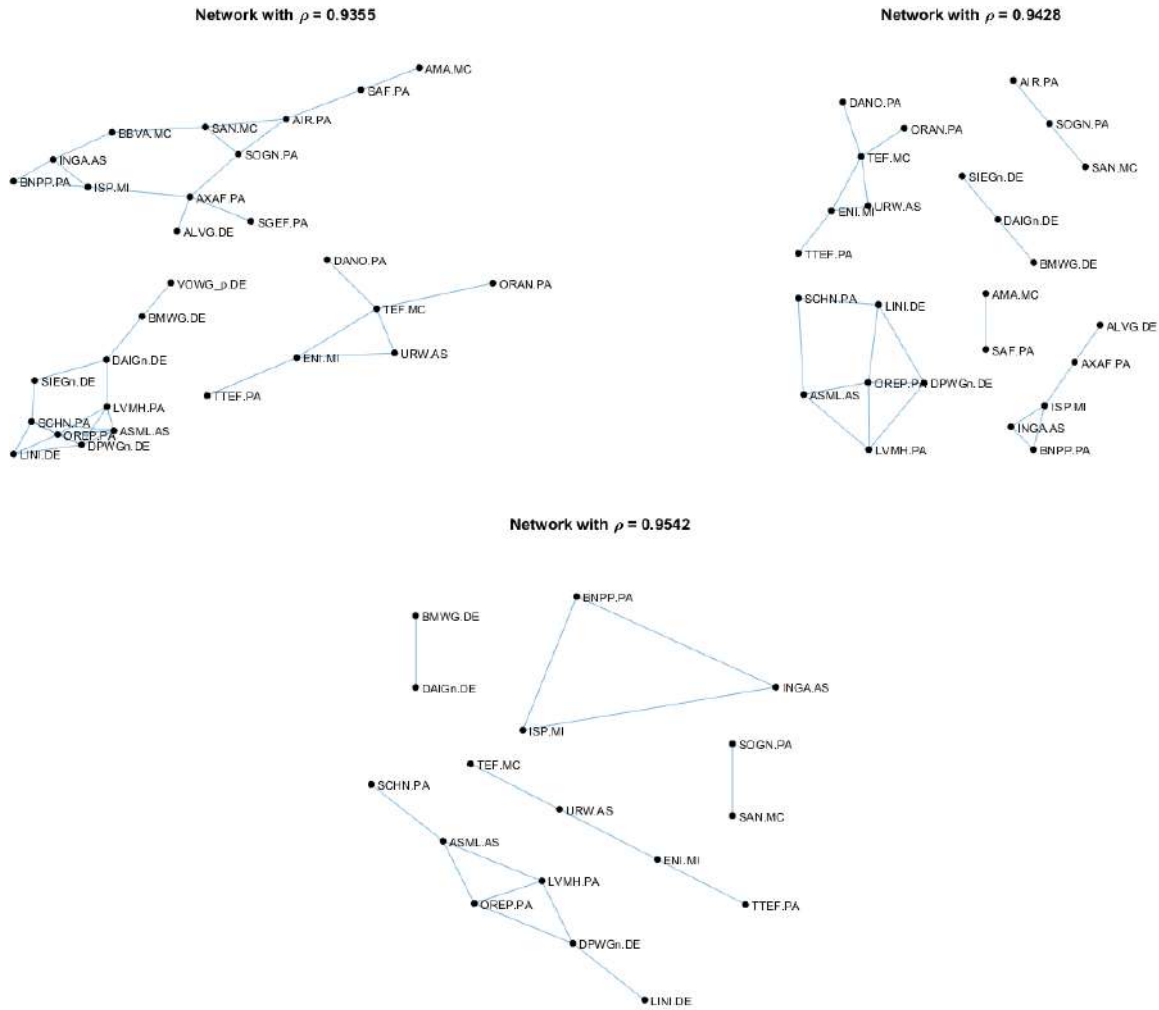 Network with ρ = 0.9355
AMA.MC
SAF.PA
AIR.PA
SAN.MC
BBVA.MC
SOGN.PA
INGA.AS
BNPP.PA
ISP.MI
AXAF.PA
SGEF.PA
ALVG.DE
DANO.PA
VOWG_p.DE
ORAN.PA
TEF.MC
BMWG.DE
URW.AS
ENI.MI
DAIGn.DE
SIEGn.DE
TTEF.PA
LVMH.PA
SCHN.PA
ASML.AS
OREP.PA
DPWGn.DE
LINI.DE
Network with ρ = 0.9428
AIR.PA
DANO.PA
SOGN.PA
ORAN.PA
TEF.MC
SAN.MC
SIEGn.DE
URW.AS
ENI.MI
DAIGn.DE
TTEF.PA
BMWG.DE
AMA.MC
SCHN.PA
LINI.DE
ALVG.DE
SAF.PA
AXAF.PA
OREP.PA
DPWGn.DE
ASML.AS
ISP.MI
INGA.AS
LVMH.PA
BNPP.PA
Network with ρ = 0.9542
BNPP.PA
BMWG.DE
DAIGn.DE
INGA.AS
ISP.MI
SOGN.PA
TEF.MC
SCHN.PA
URW.AS
SAN.MC
ASML.AS
ENI.MI
LVMH.PA
OREP.PA
TTEF.PA
DPWGn.DE
LINI.DE